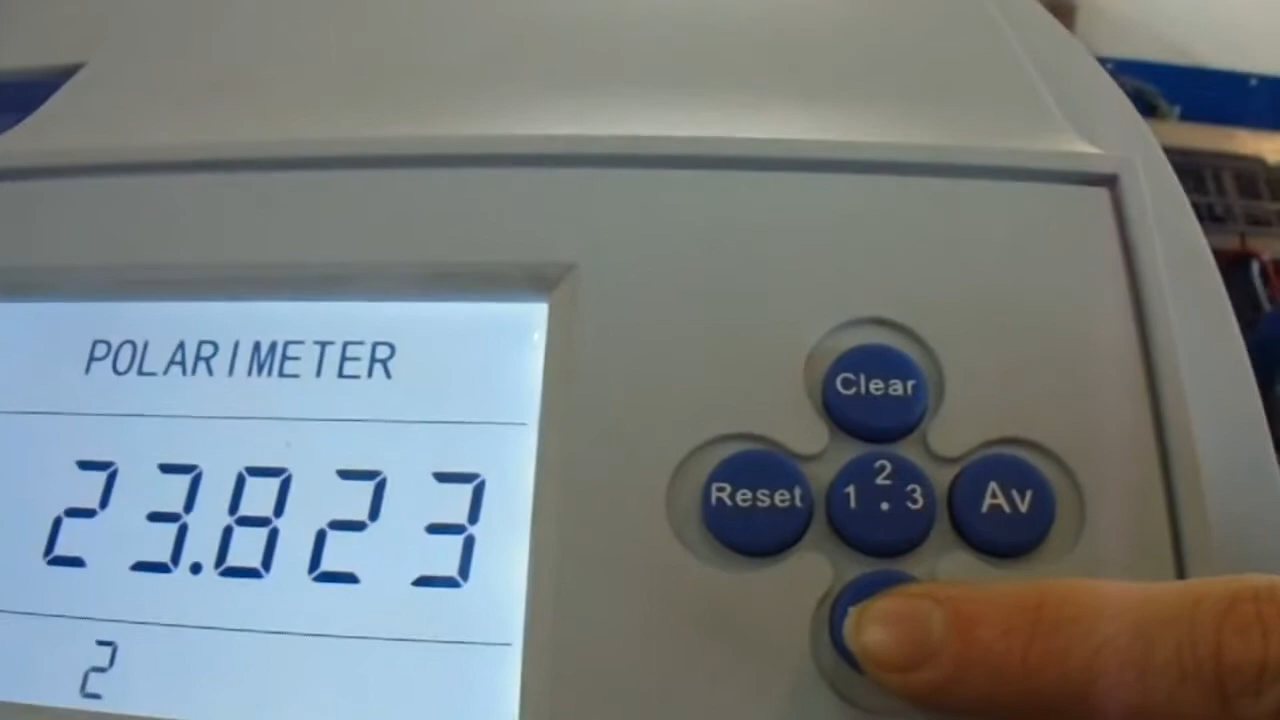 POLARIMETER
23.823
2
Clear
Reset
1 2 . 3
Av